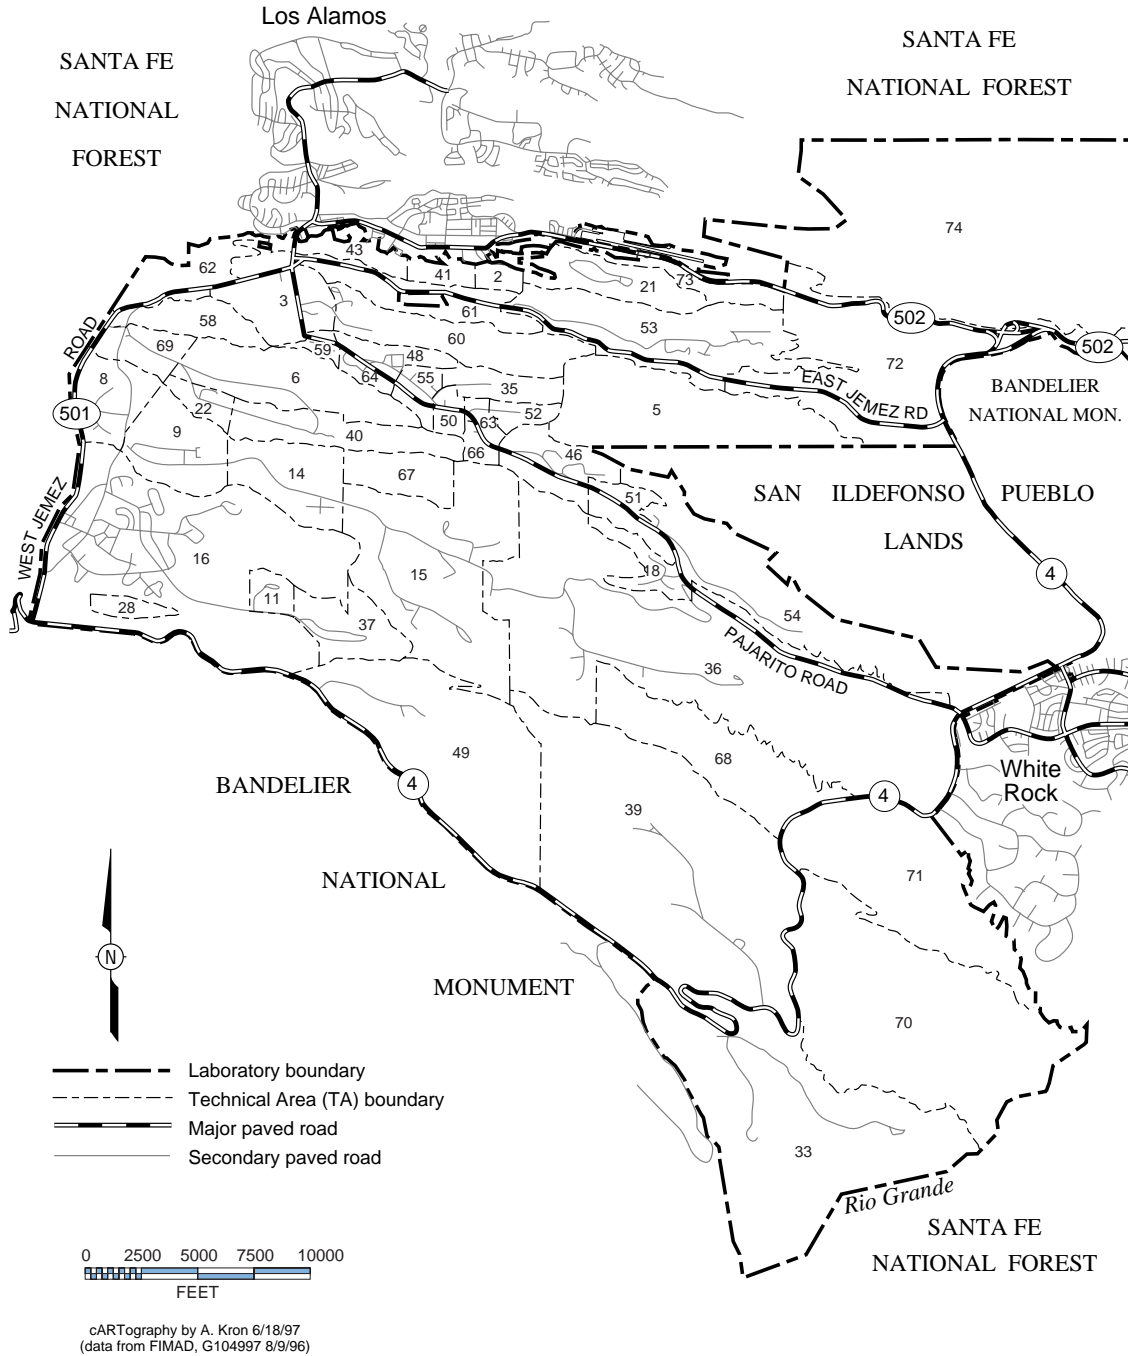 Los Alamos
SANTA FE
NATIONAL
FOREST
SANTA FE
NATIONAL FOREST
74
43
62
41
2
21
73
3
61
53
502
502
58
60
72
ROAD
69
59
48
64
55
6
8
35
5
EAST JEMEZ RD
BANDELIER
NATIONAL MON.
501
22
9
50
63
52
40
66
46
14
67
51
SAN ILDEFONSO PUEBLO
LANDS
WEST JEMEZ
16
15
18
4
28
11
37
54
PAJARITO ROAD
36
49
68
White
Rock
BANDELIER
4
4
39
NATIONAL
71
N
MONUMENT
70
Laboratory boundary
Technical Area (TA) boundary
Major paved road
Secondary paved road
33
Rio Grande
SANTA FE
NATIONAL FOREST
0 2500 5000 7500 10000
FEET
cARTography by A. Kron 6/18/97
(data from FIMAD, G104997 8/9/96)